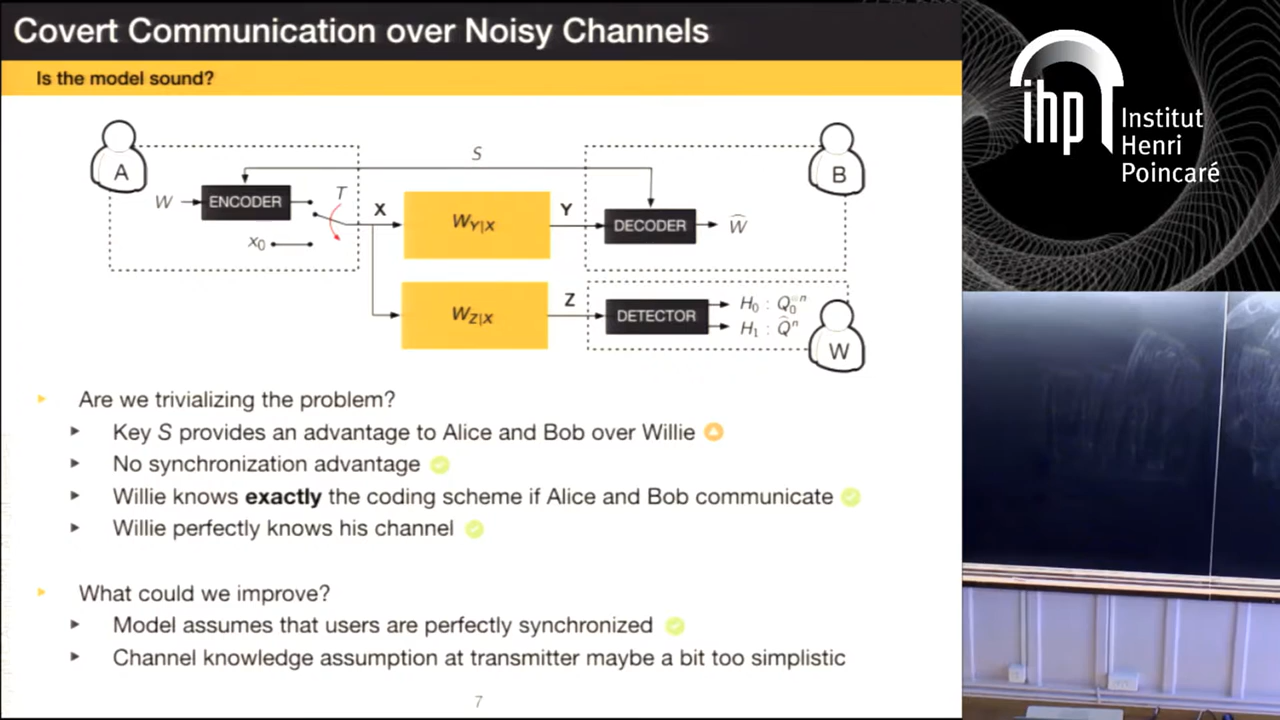 Covert Communication over Noisy Channels
Is the model sound?
A
B
S
W
ENCODER
T
X
W_{Y|X}
Y
DECODER
Ŵ
x₀
W_{Z|X}
Z
DETECTOR
H₀ : Q₀^{⊗n}
H₁ : Q̂ⁿ
W
Are we trivializing the problem?
Key S provides an advantage to Alice and Bob over Willie
No synchronization advantage
Willie knows exactly the coding scheme if Alice and Bob communicate
Willie perfectly knows his channel
What could we improve?
Model assumes that users are perfectly synchronized
Channel knowledge assumption at transmitter maybe a bit too simplistic
7
ihp
Institut
Henri
Poincaré